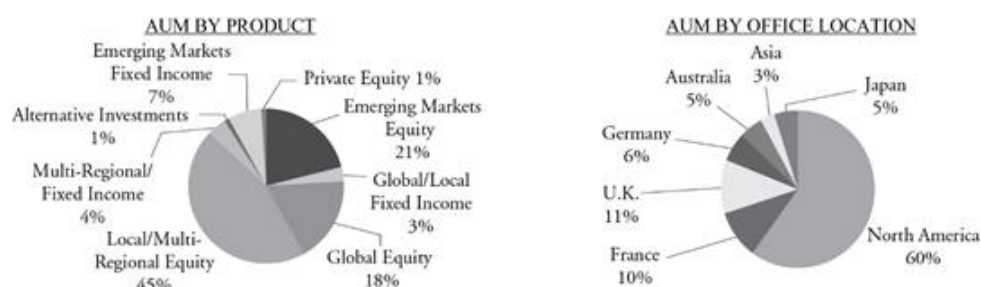 AUM BY PRODUCT
Emerging Markets
Fixed Income
7%
Private Equity 1%
Alternative Investments
1%
Emerging Markets
Equity
21%
Multi-Regional/
Fixed Income
4%
Global/Local
Fixed Income
3%
Local/Multi-
Regional Equity
45%
Global Equity
18%
AUM BY OFFICE LOCATION
Asia
3%
Australia
5%
Japan
5%
Germany
6%
U.K.
11%
France
10%
North America
60%